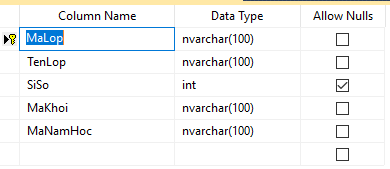 Column Name Data Type Allow Nulls
MaLop nvarchar(100)
TenLop nvarchar(100)
SiSo int
MaKhoi nvarchar(100)
MaNamHoc nvarchar(100)